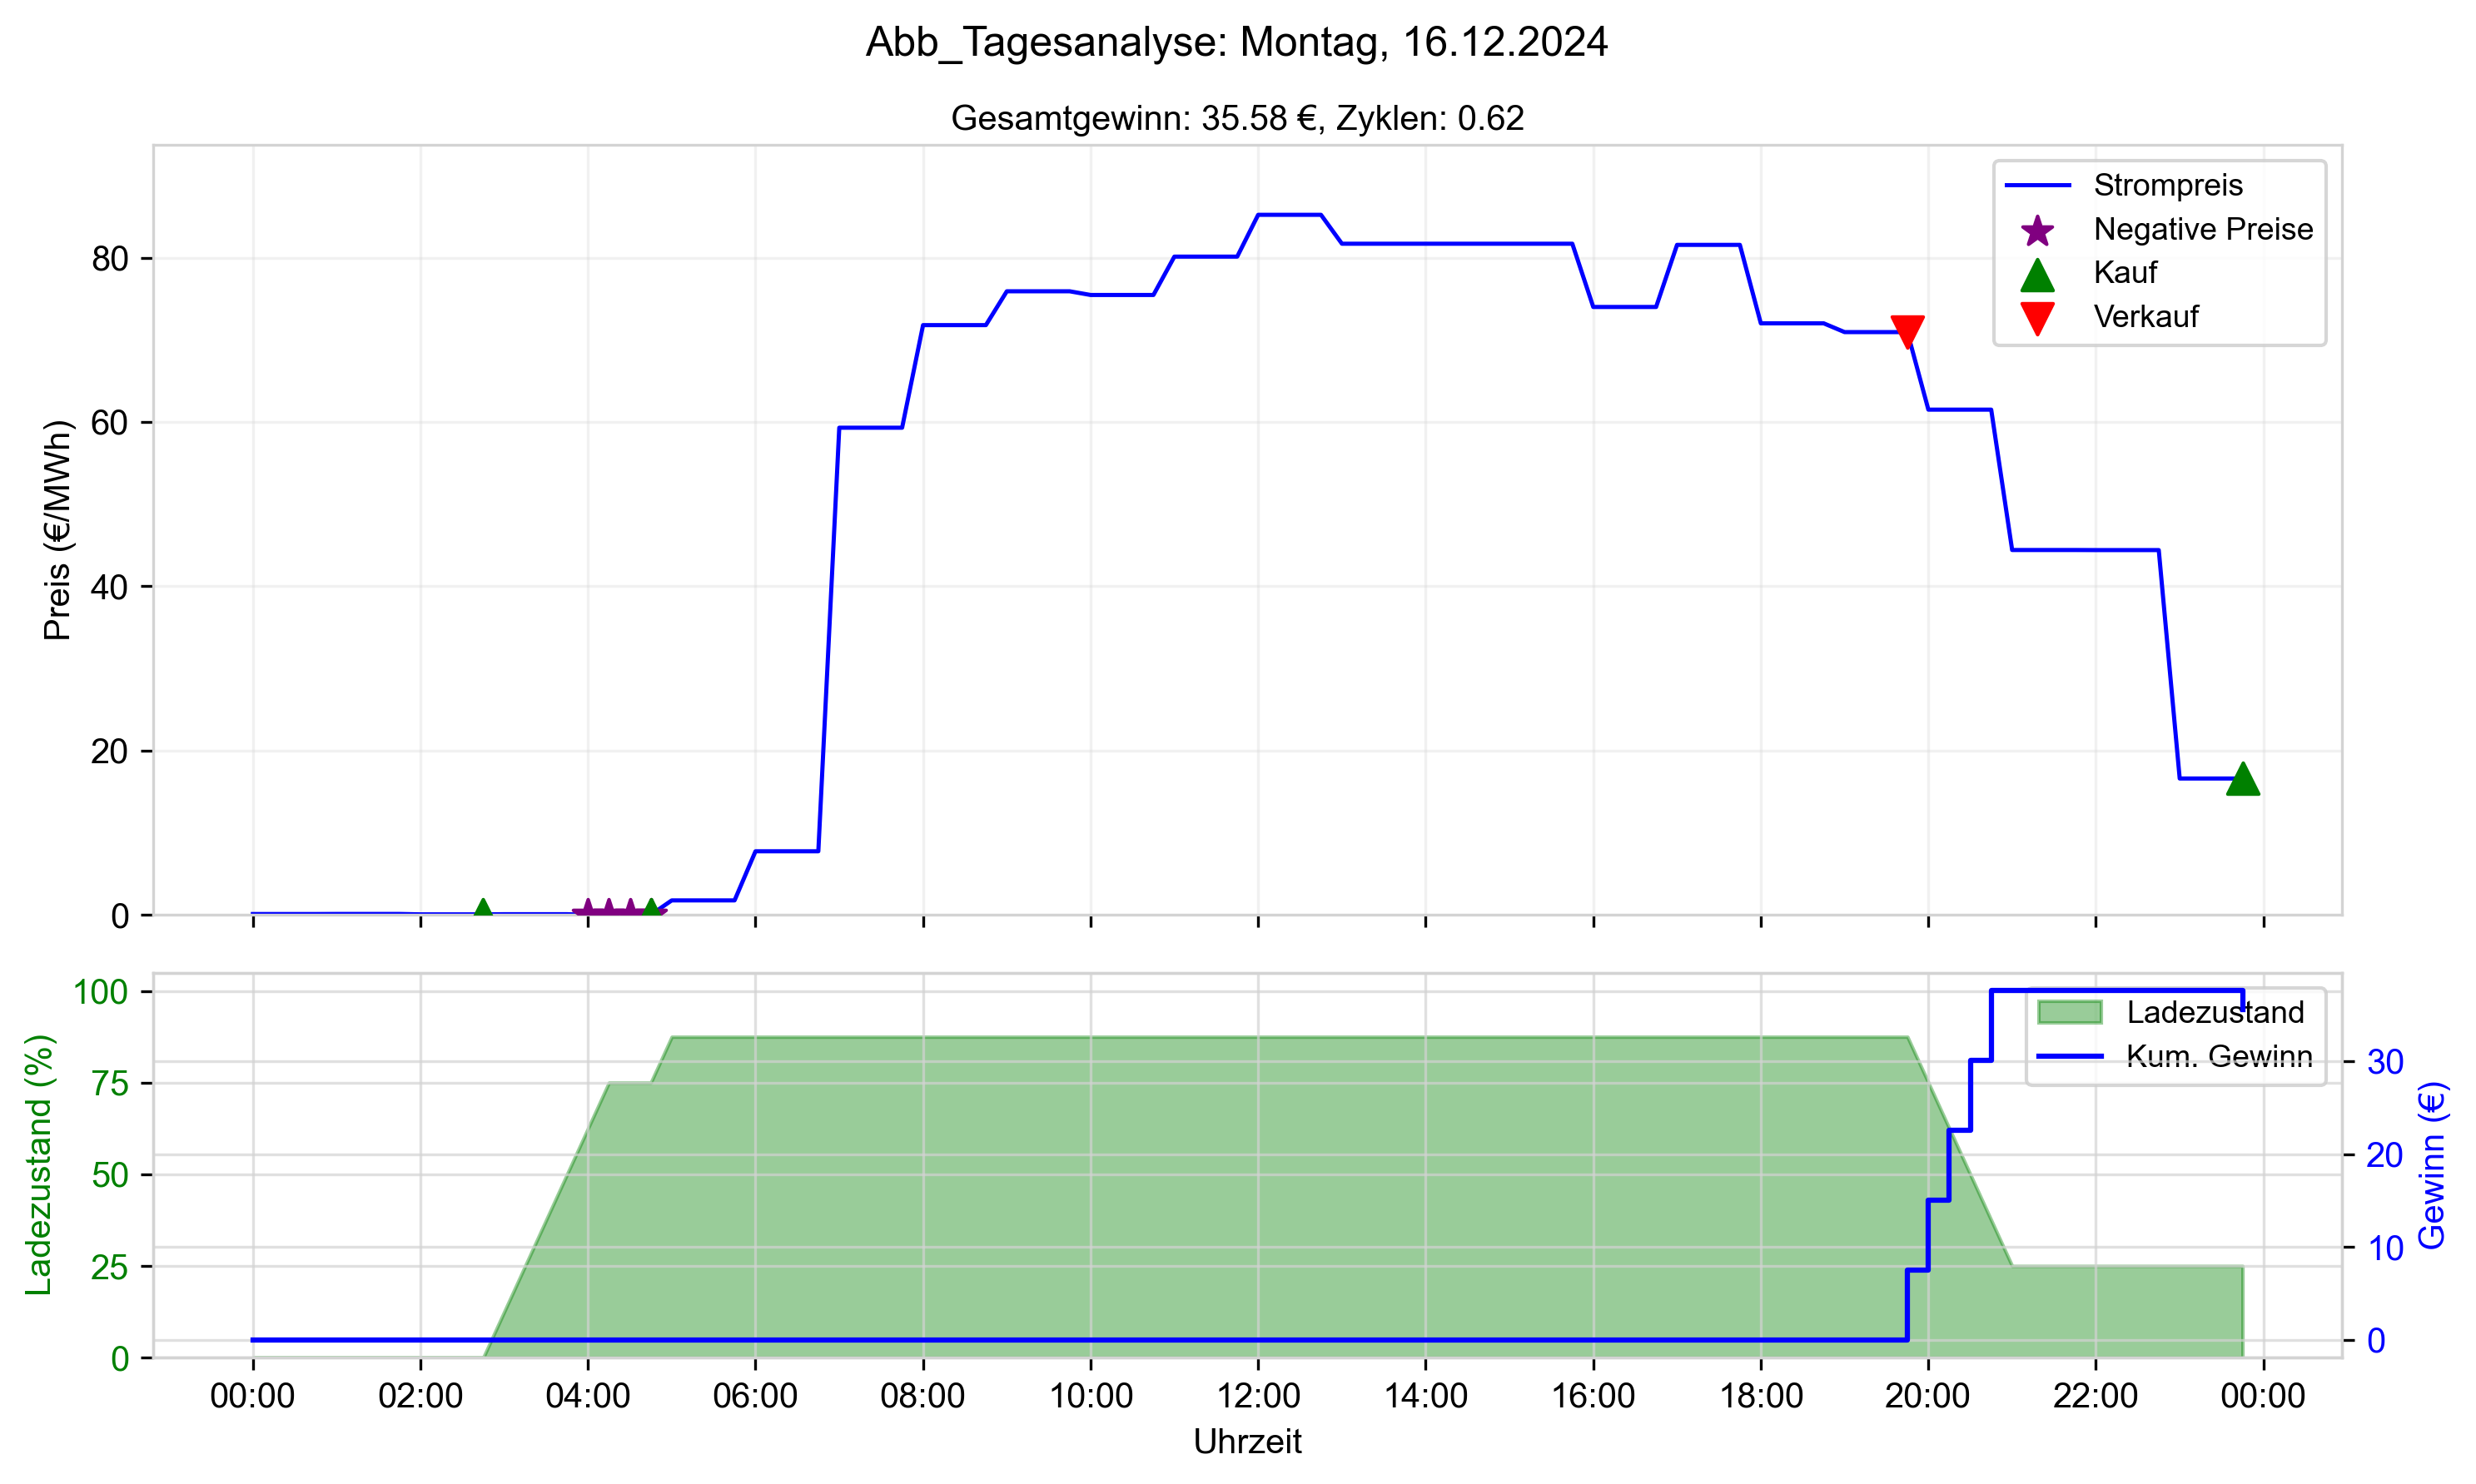 Abb_Tagesanalyse: Montag, 16.12.2024
Gesamtgewinn: 35.58 €, Zyklen: 0.62
Preis (€/MWh)
80
60
40
20
0
Strompreis
Negative Preise
Kauf
Verkauf
Ladezustand (%)
100
75
50
25
0
Ladezustand
Kum. Gewinn
30
20
10
0
Gewinn (€)
00:00 02:00 04:00 06:00 08:00 10:00 12:00 14:00 16:00 18:00 20:00 22:00 00:00
Uhrzeit